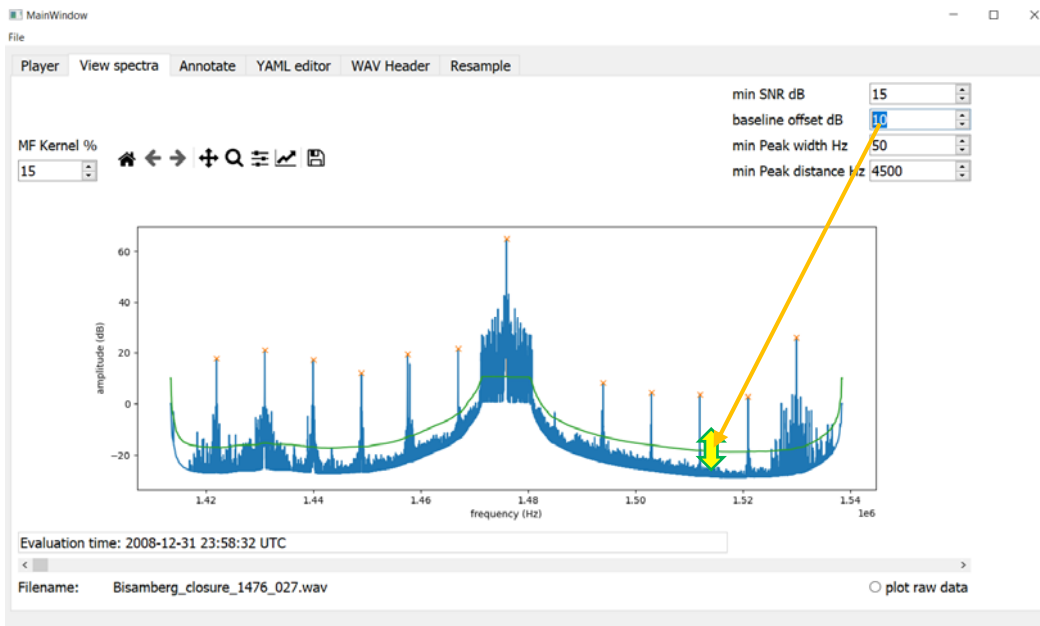 MainWindow
File
Player View spectra Annotate YAML editor WAV Header Resample
min SNR dB 15
baseline offset dB 10
MF Kernel %
min Peak width Hz 50
15
min Peak distance Hz 4500
60
40
20
0
−20
amplitude (dB)
1.42 1.44 1.46 1.48 1.50 1.52 1.54
frequency (Hz)
1e6
Evaluation time: 2008-12-31 23:58:32 UTC
Filename: Bisamberg_closure_1476_027.wav
plot raw data